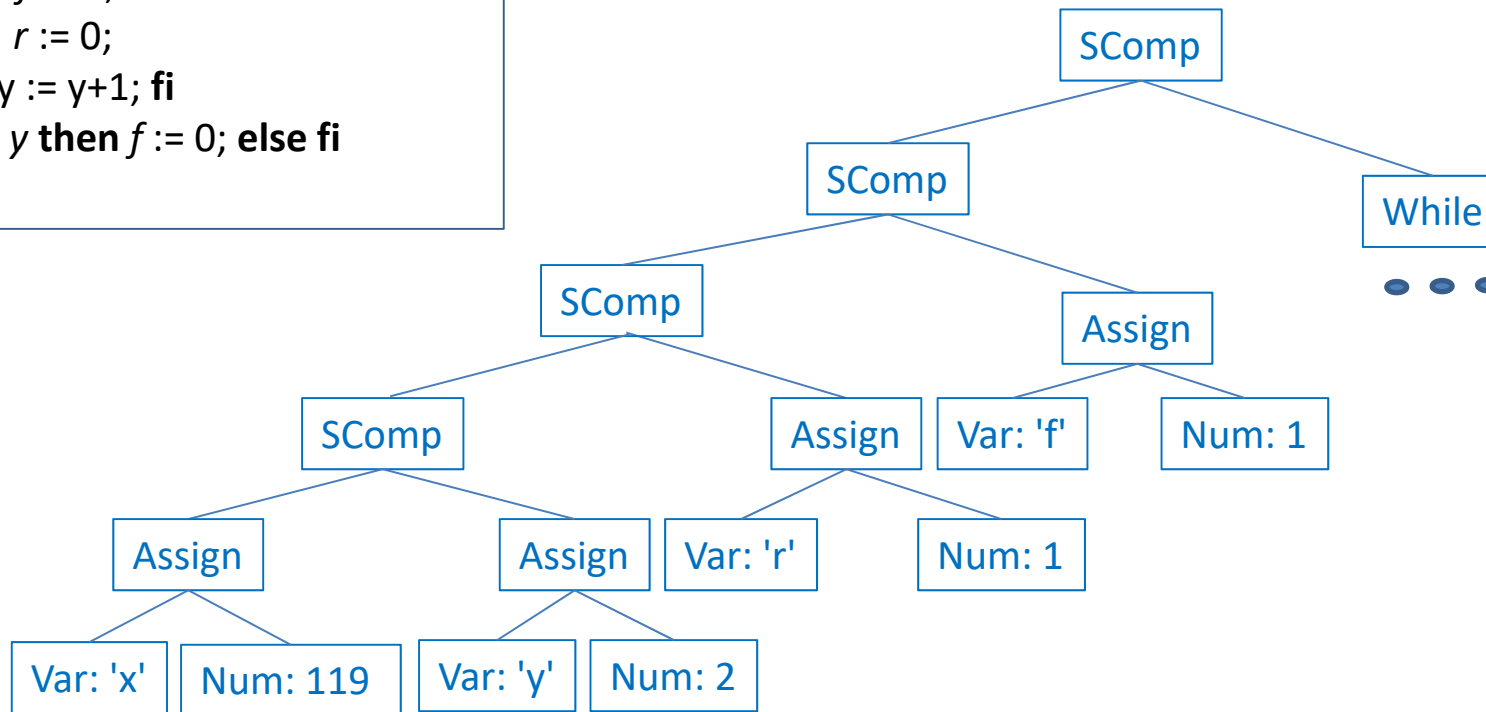 r := 0;
y := y+1; fi
y then f := 0; else fi
SComp
SComp
While
SComp
Assign
SComp
Assign
Var: 'f'
Num: 1
Assign
Assign
Var: 'r'
Num: 1
Var: 'x'
Num: 119
Var: 'y'
Num: 2